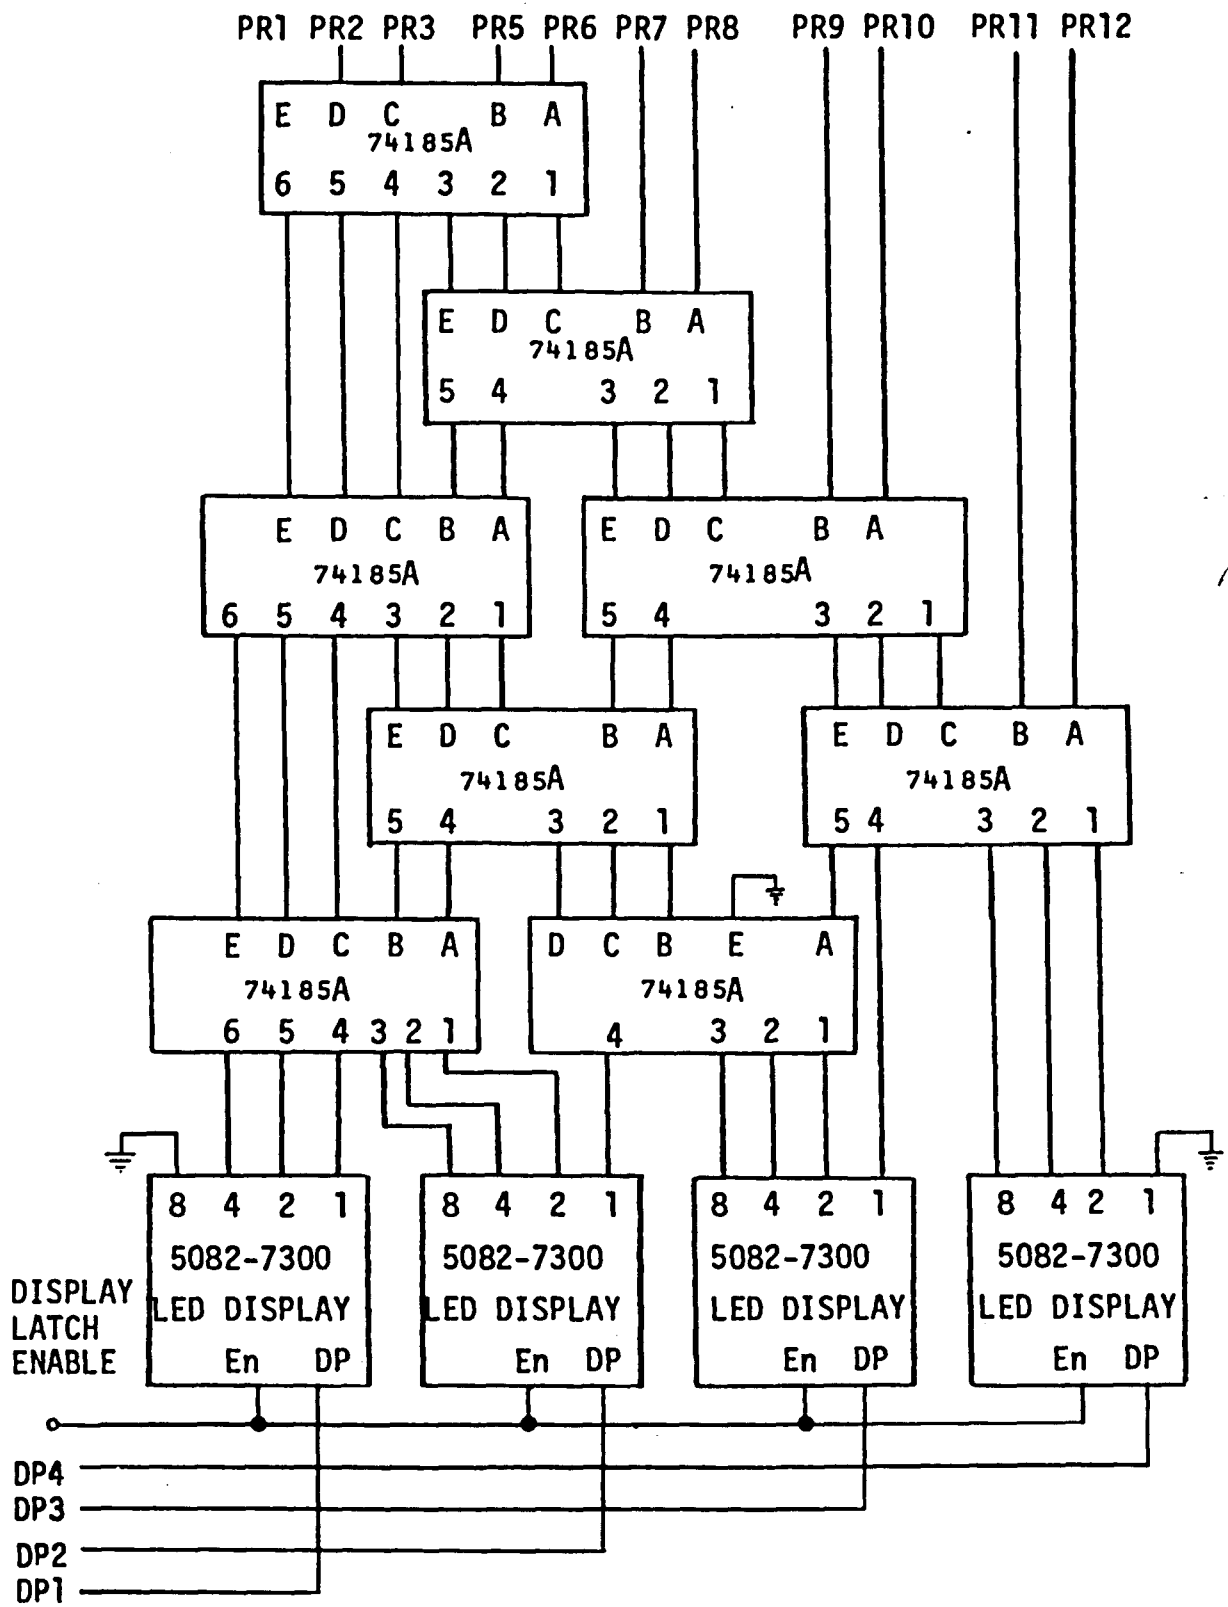 PR1 PR2 PR3 PR5 PR6 PR7 PR8 PR9 PR10 PR11 PR12
E D C B A
74185A
6 5 4 3 2 1
E D C B A
74185A
5 4 3 2 1
E D C B A
74185A
6 5 4 3 2 1
E D C B A
74185A
5 4 3 2 1
E D C B A
74185A
5 4 3 2 1
E D C B A
74185A
5 4 3 2 1
E D C B A
74185A
6 5 4 3 2 1
D C B E A
74185A
4 3 2 1
8 4 2 1
5082-7300
LED DISPLAY
En DP
8 4 2 1
5082-7300
LED DISPLAY
En DP
8 4 2 1
5082-7300
LED DISPLAY
En DP
8 4 2 1
5082-7300
LED DISPLAY
En DP
DISPLAY
LATCH
ENABLE
DP4
DP3
DP2
DP1